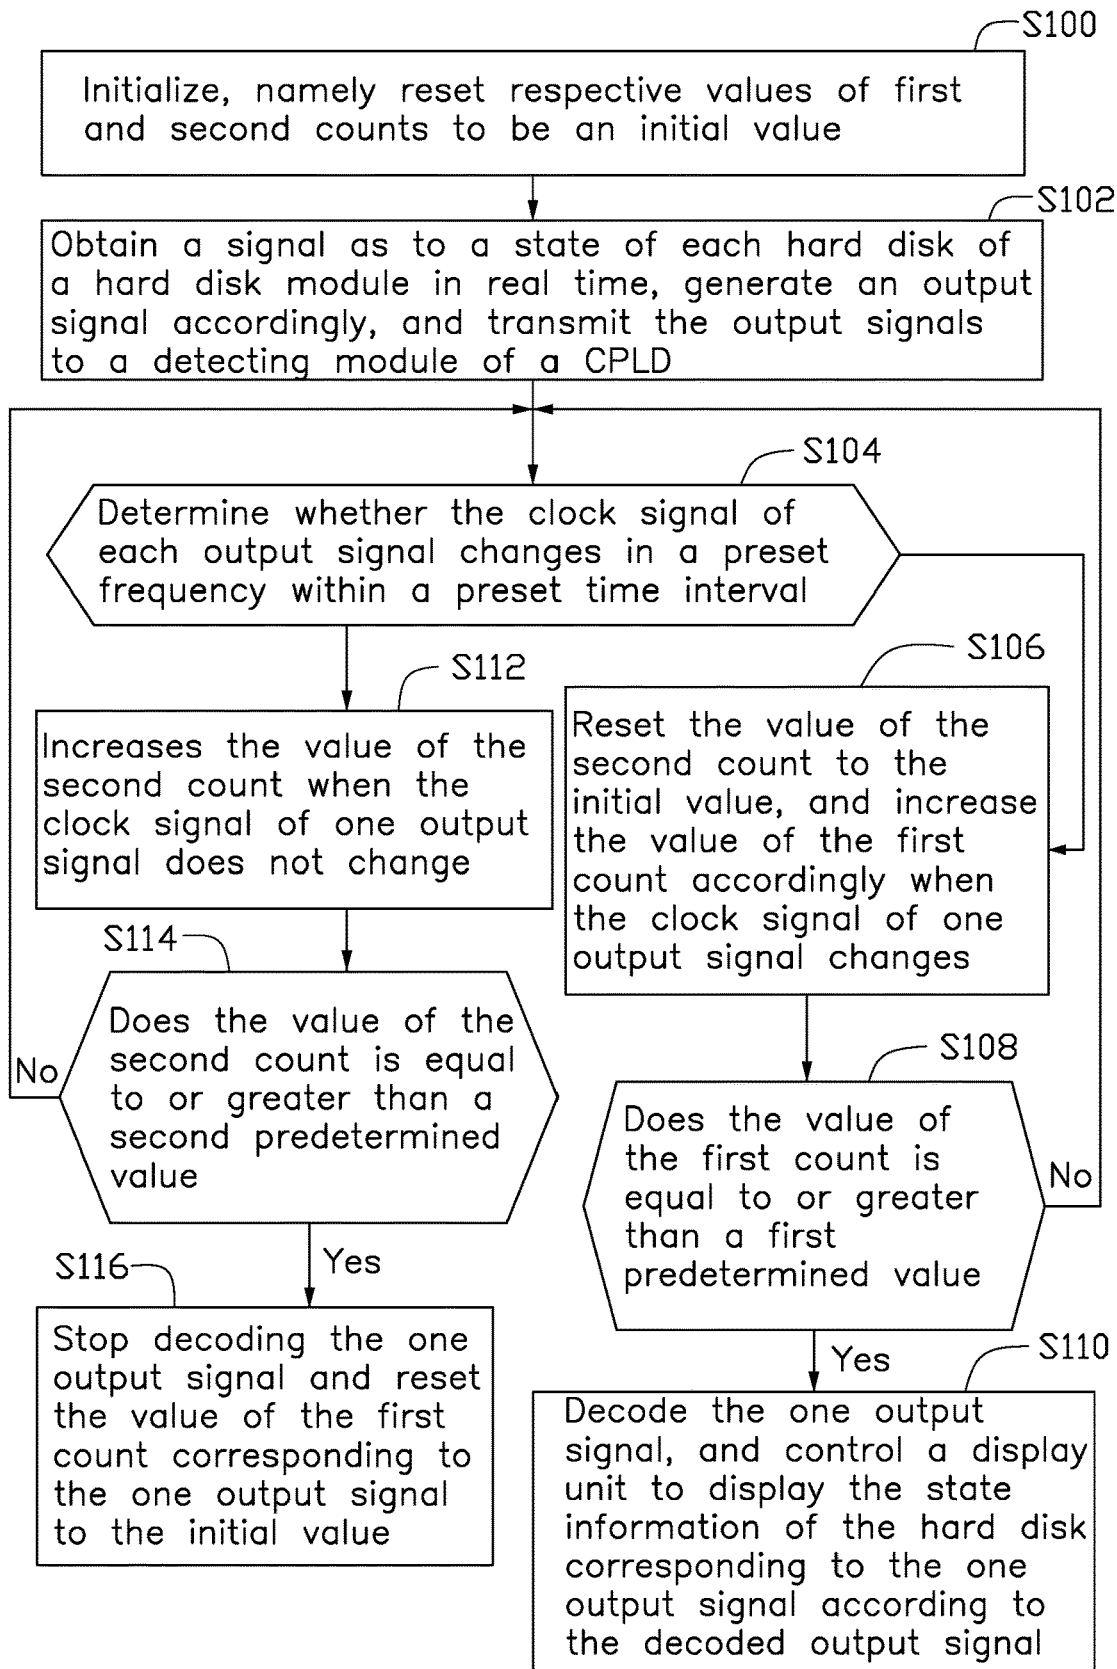 S100
Initialize, namely reset respective values of first
and second counts to be an initial value
S102
Obtain a signal as to a state of each hard disk of
a hard disk module in real time, generate an output
signal accordingly, and transmit the output signals
to a detecting module of a CPLD
S104
Determine whether the clock signal of
each output signal changes in a preset
frequency within a preset time interval
S112
Increases the value of the
second count when the
clock signal of one output
signal does not change
S106
Reset the value of the
second count to the
initial value, and increase
the value of the first
count accordingly when
the clock signal of one
output signal changes
S114
Does the value of the
second count is equal
to or greater than a
second predetermined
value
No
Yes
S108
Does the value of
the first count is
equal to or greater
than a first
predetermined value
No
Yes
S116
Stop decoding the one
output signal and reset
the value of the first
count corresponding to
the one output signal
to the initial value
S110
Decode the one output
signal, and control a display
unit to display the state
information of the hard disk
corresponding to the one
output signal according to
the decoded output signal